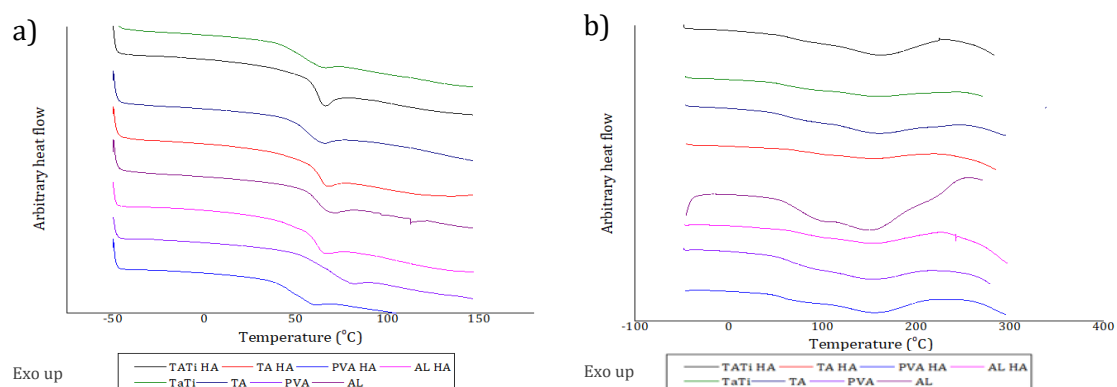 a)
Arbitrary heat flow
-50 0 50 100 150
Temperature (°C)
Exo up
TATi HA TA HA PVA HA AL HA
TaTi TA PVA AL
b)
Arbitrary heat flow
-100 0 100 200 300 400
Temperature (°C)
Exo up
TATi HA TA HA PVA HA AL HA
TaTi TA PVA AL